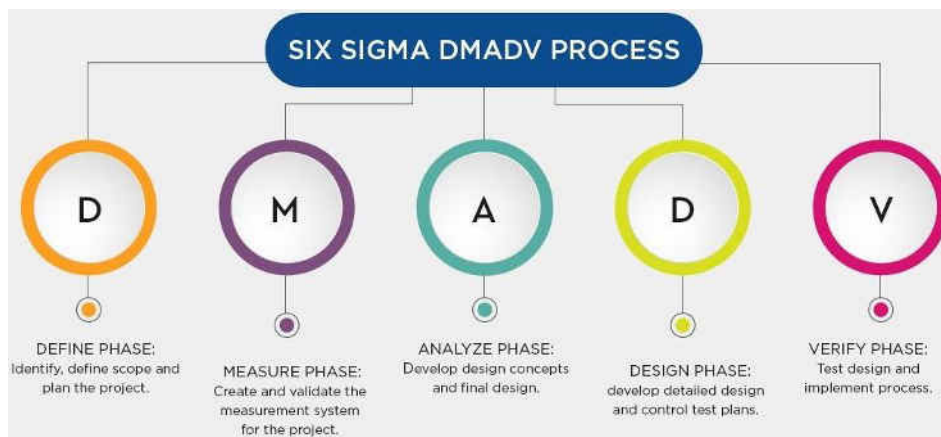 SIX SIGMA DMADV PROCESS
D
M
A
D
V
DEFINE PHASE:
Identify, define scope and
plan the project.
MEASURE PHASE:
Create and validate the
measurement system
for the project.
ANALYZE PHASE:
Develop design concepts
and final design.
DESIGN PHASE:
develop detailed design
and control test plans.
VERIFY PHASE:
Test design and
implement process.